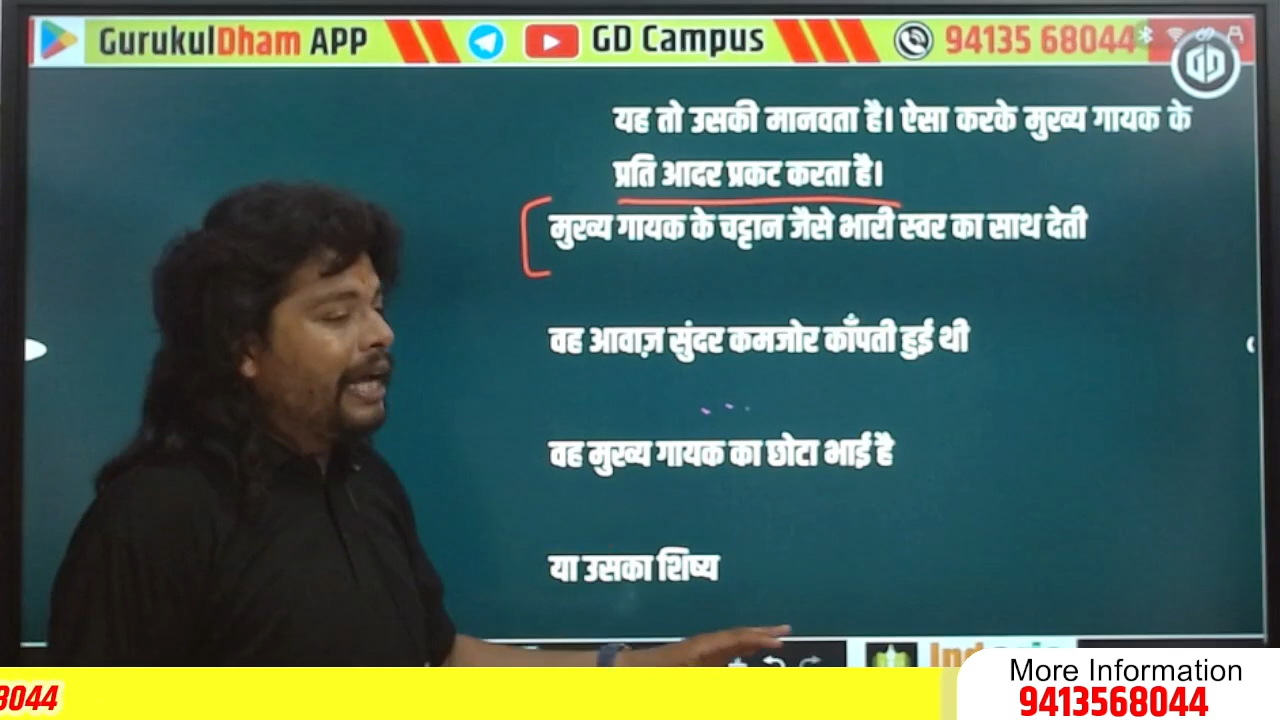 GurukulDham APP GD Campus 94135 68044
GD
यह तो उसकी मानवता है। ऐसा करके मुख्य गायक के
प्रति आदर प्रकट करता है।
मुख्य गायक के चट्टान जैसे भारी स्वर का साथ देती
वह आवाज़ सुंदर कमजोर काँपती हुई थी
वह मुख्य गायक का छोटा भाई है
या उसका शिष्य
More Information
8044
9413568044